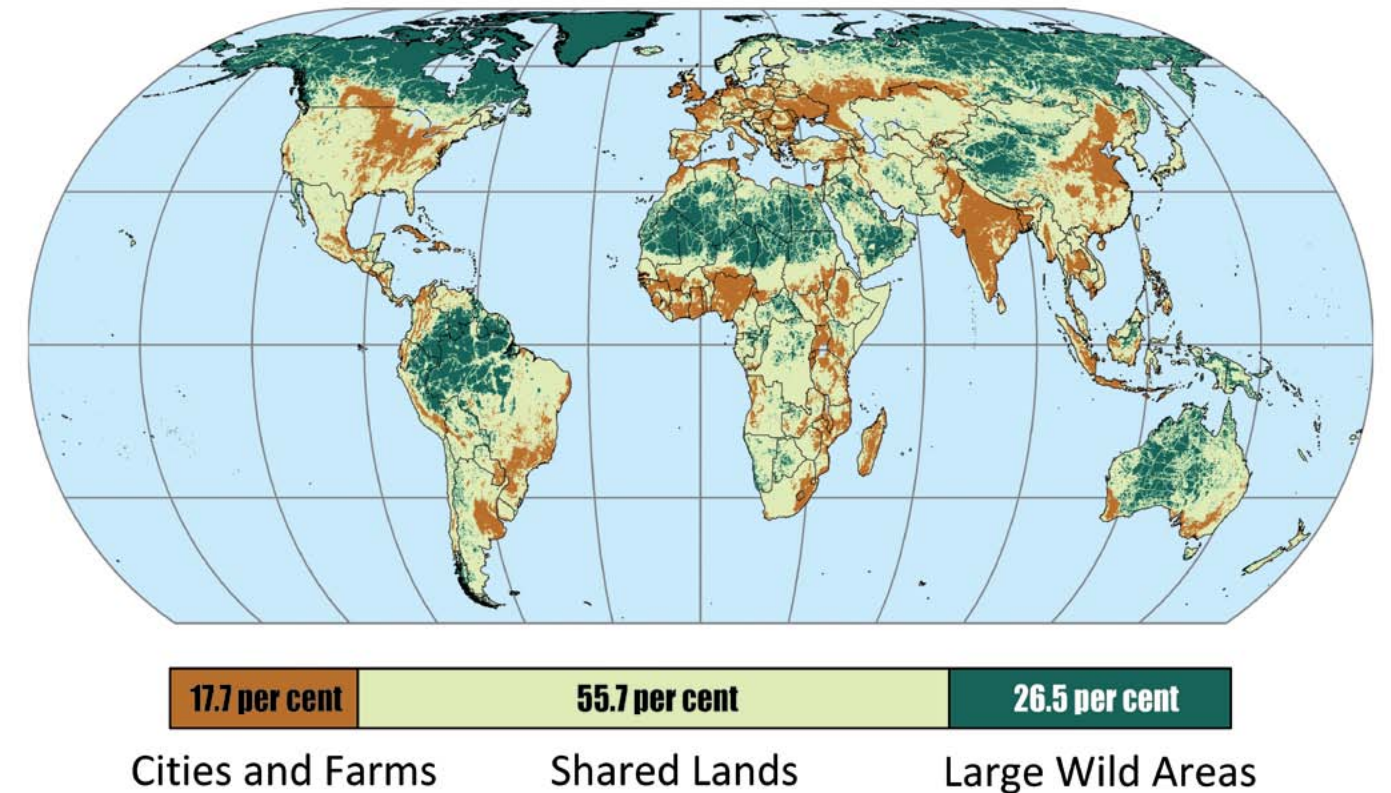 17.7 per cent 55.7 per cent 26.5 per cent
Cities and Farms Shared Lands Large Wild Areas